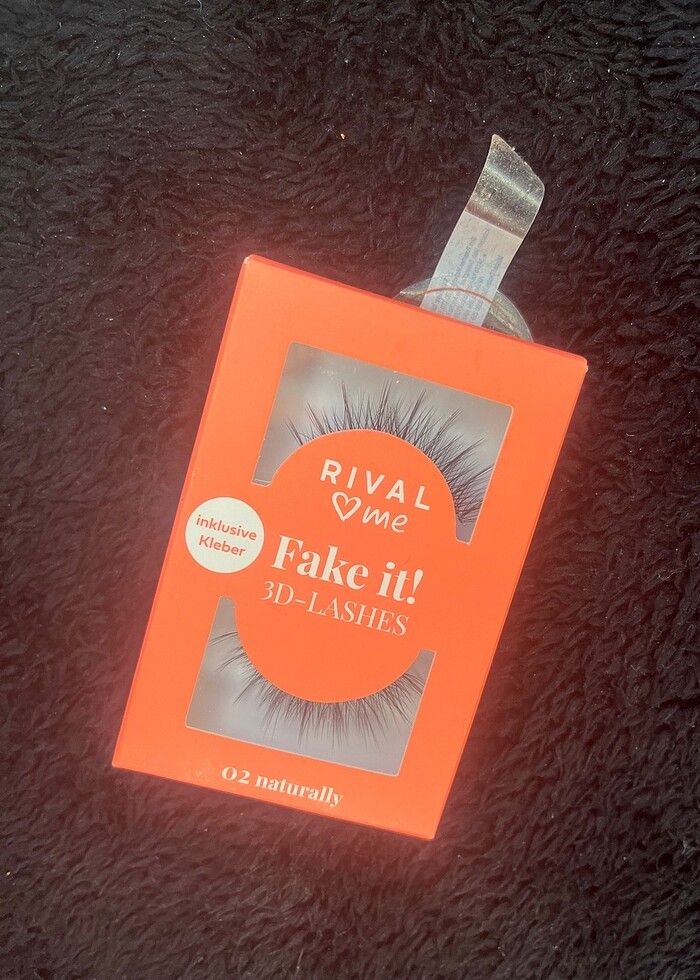 RIVAL
me
inklusive
Kleber
Fake it!
3D-LASHES
02 naturally